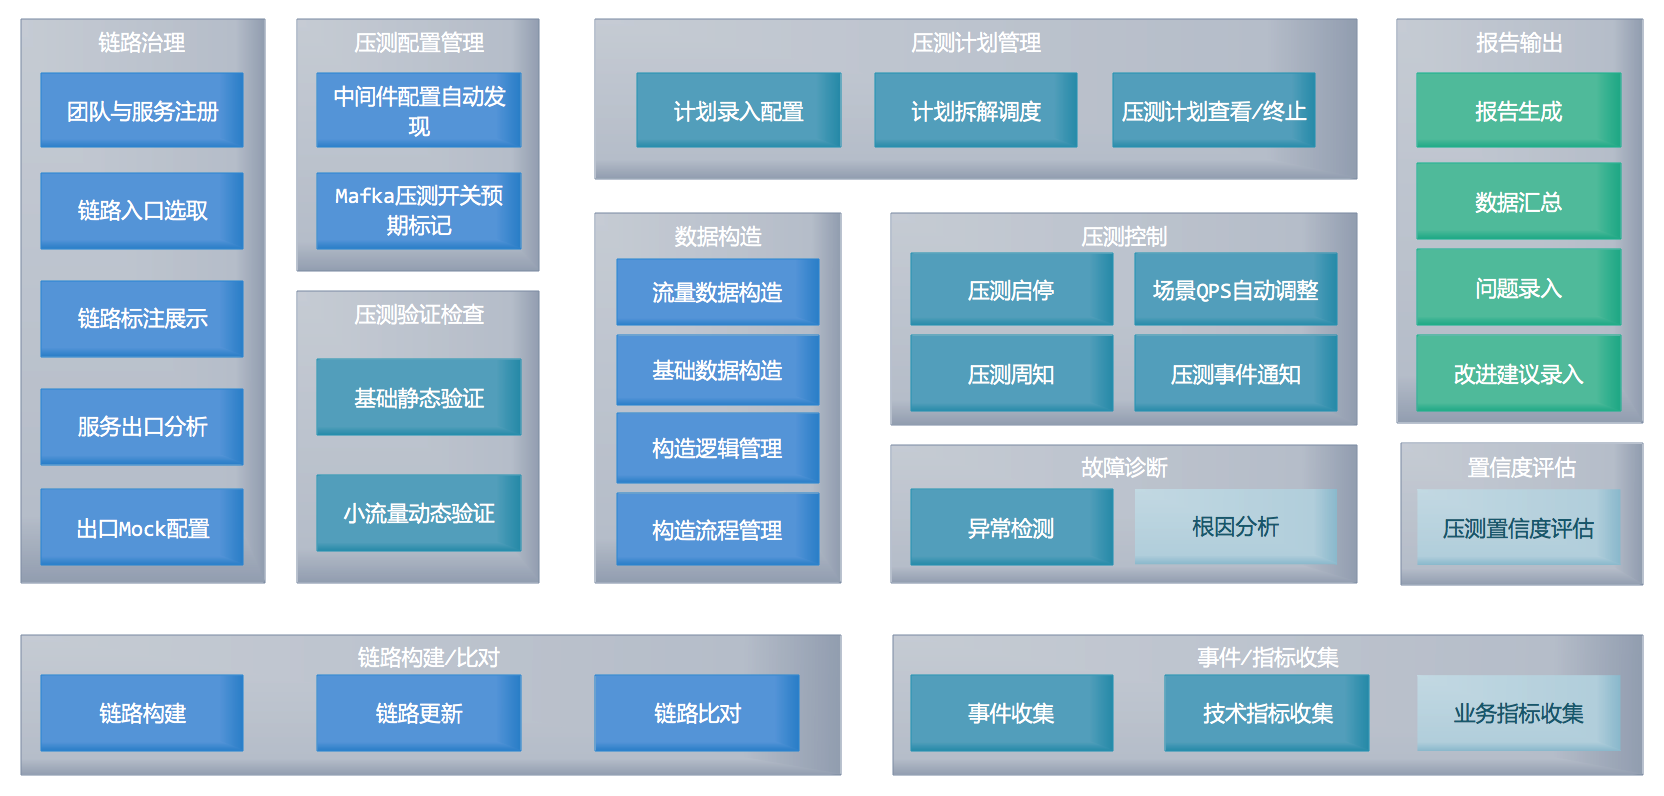 链路治理
团队与服务注册
链路入口选取
链路标注展示
服务出口分析
出口Mock配置
压测配置管理
中间件配置自动发
现
Mafka压测开关预
期标记
压测验证检查
基础静态验证
小流量动态验证
压测计划管理
计划录入配置
计划拆解调度
压测计划查看/终止
数据构造
流量数据构造
基础数据构造
构造逻辑管理
构造流程管理
压测控制
压测启停
场景QPS自动调整
压测周知
压测事件通知
故障诊断
异常检测
根因分析
报告输出
报告生成
数据汇总
问题录入
改进建议录入
置信度评估
压测置信度评估
链路构建/比对
链路构建
链路更新
链路比对
事件/指标收集
事件收集
技术指标收集
业务指标收集